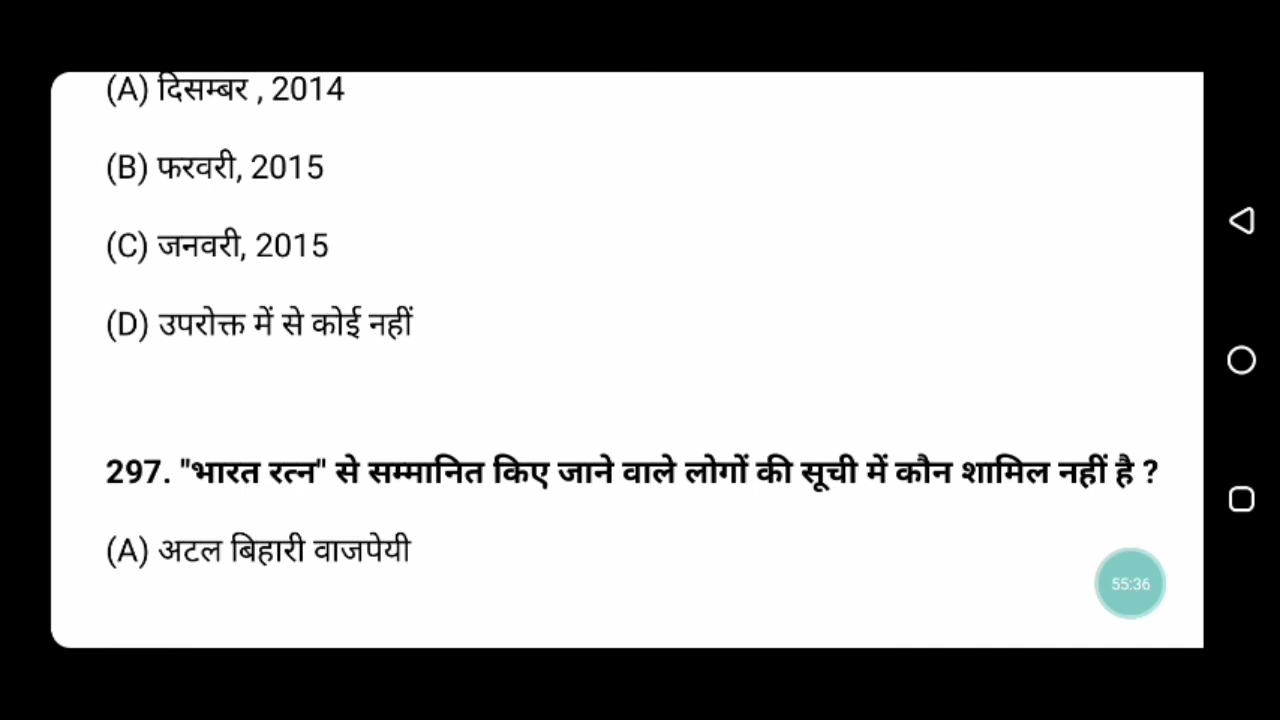 (A) दिसम्बर , 2014
(B) फरवरी, 2015
(C) जनवरी, 2015
(D) उपरोक्त में से कोई नहीं
297. "भारत रत्न" से सम्मानित किए जाने वाले लोगों की सूची में कौन शामिल नहीं है ?
(A) अटल बिहारी वाजपेयी
55:36